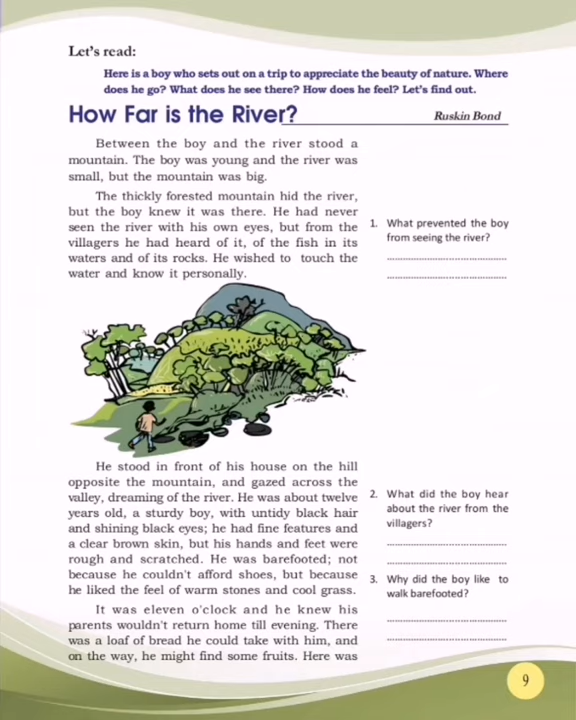 Let's read:
Here is a boy who sets out on a trip to appreciate the beauty of nature. Where
does he go? What does he see there? How does he feel? Let's find out.
How Far is the River?
Ruskin Bond
Between the boy and the river stood a
mountain. The boy was young and the river was
small, but the mountain was big.
The thickly forested mountain hid the river,
but the boy knew it was there. He had never
seen the river with his own eyes, but from the
villagers he had heard of it, of the fish in its
waters and of its rocks. He wished to touch the
water and know it personally.
1. What prevented the boy
from seeing the river?
He stood in front of his house on the hill
opposite the mountain, and gazed across the
valley, dreaming of the river. He was about twelve
years old, a sturdy boy, with untidy black hair
and shining black eyes; he had fine features and
a clear brown skin, but his hands and feet were
rough and scratched. He was barefooted; not
because he couldn't afford shoes, but because
he liked the feel of warm stones and cool grass.
2. What did the boy hear
about the river from the
villagers?
3. Why did the boy like to
walk barefooted?
It was eleven o'clock and he knew his
parents wouldn't return home till evening. There
was a loaf of bread he could take with him, and
on the way, he might find some fruits. Here was
9